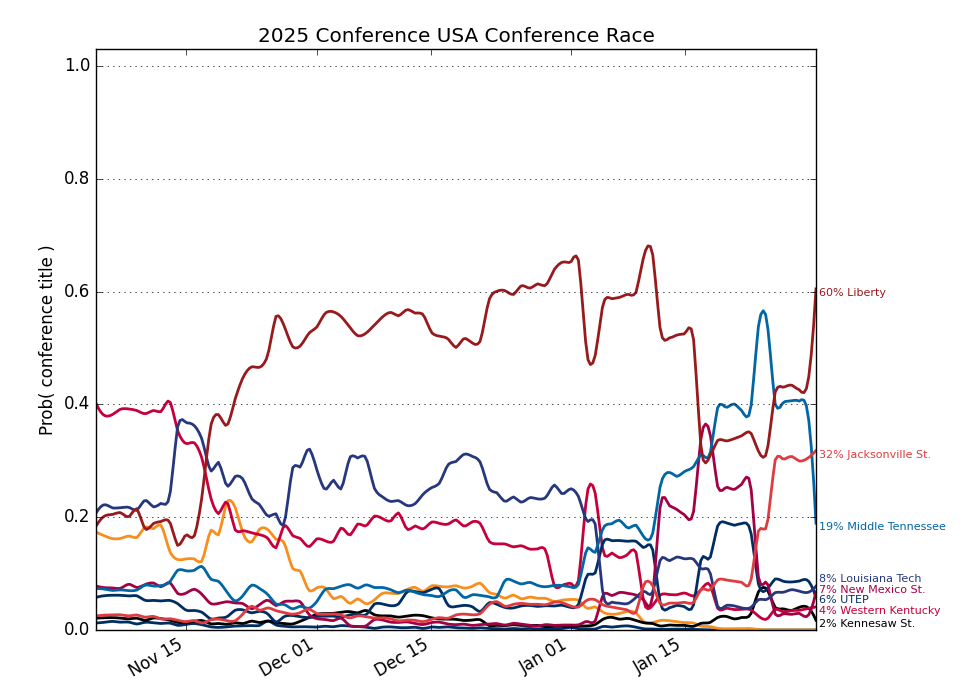 2025 Conference USA Conference Race
Prob( conference title )
1.0
0.8
0.6
0.4
0.2
0.0
60% Liberty
32% Jacksonville St.
19% Middle Tennessee
8% Louisiana Tech
7% New Mexico St.
6% UTEP
4% Western Kentucky
2% Kennesaw St.
Nov 15
Dec 01
Dec 15
Jan 01
Jan 15